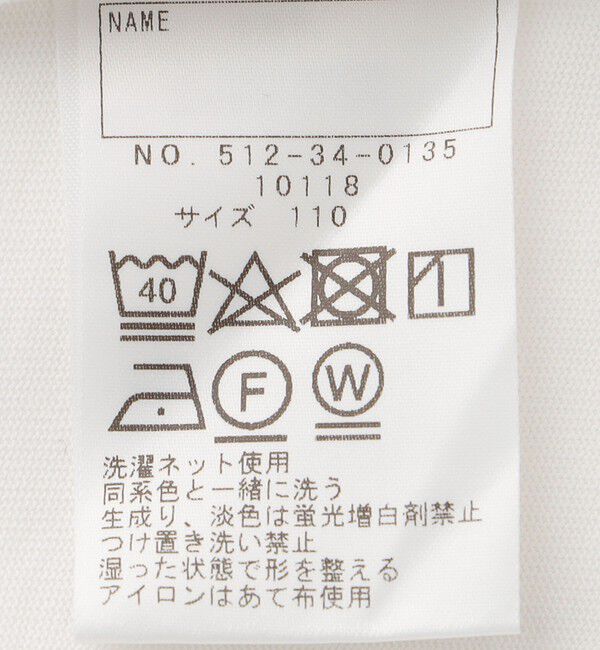 NAME
NO. 512-34-0135
10118
サイズ 110
40
F
W
洗濯ネット使用
同系色と一緒に洗う
生成り、淡色は蛍光増白剤禁止
つけ置き洗い禁止
湿った状態で形を整える
アイロンはあて布使用